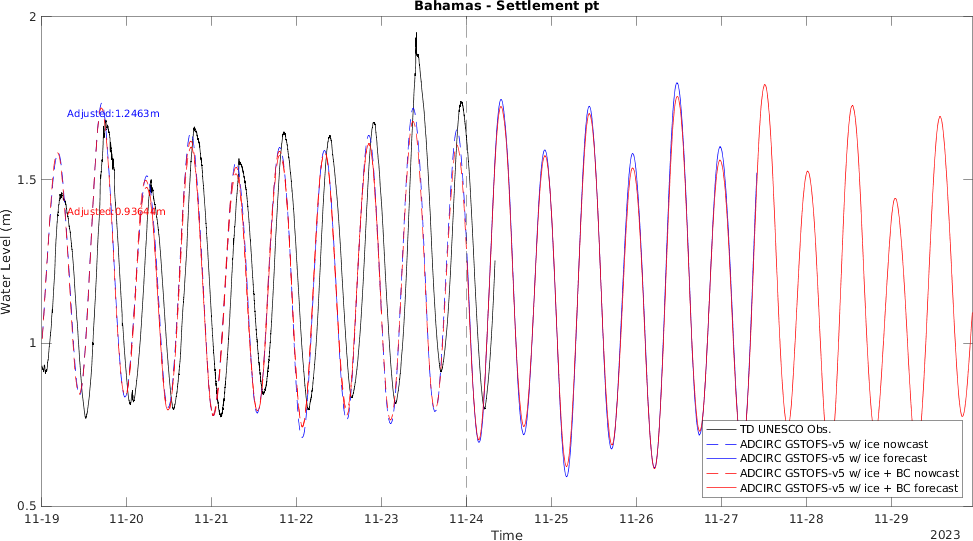 Bahamas - Settlement pt
2
Adjusted:1.2463m
1.5
Adjusted:0.9364
Water Level (m)
1
TD UNESCO Obs.
ADCIRC GSTOFS-v5 w/ ice nowcast
ADCIRC GSTOFS-v5 w/ ice forecast
ADCIRC GSTOFS-v5 w/ ice + BC nowcast
ADCIRC GSTOFS-v5 w/ ice + BC forecast
0.5
11-19 11-20 11-21 11-22 11-23 11-24 11-25 11-26 11-27 11-28 11-29
Time
2023